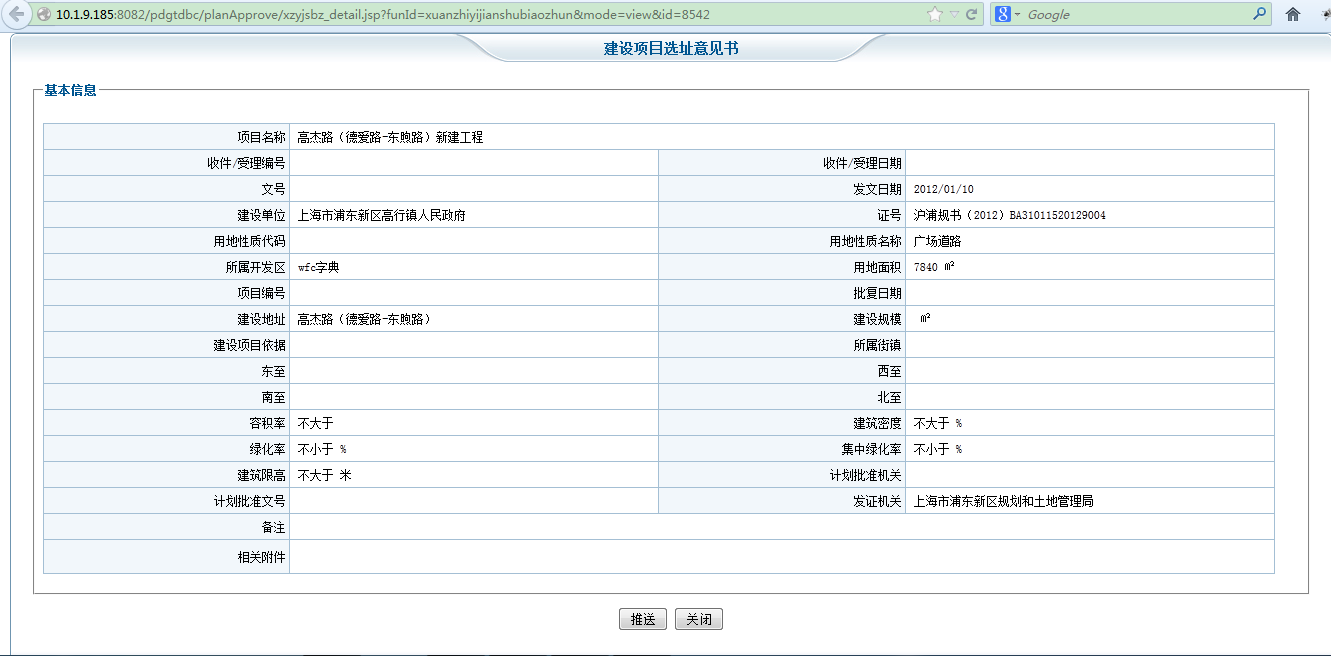 10.1.9.185:8082/pdgtdbc/planApprove/xzyjsbz_detail.jsp?funId=xuanzhiyijianshubiaozhun&mode=view&id=8542 8 Google
建设项目选址意见书
基本信息
项目名称 高杰路（德爱路-东煦路）新建工程
收件/受理编号 收件/受理日期
文号 发文日期 2012/01/10
建设单位 上海市浦东新区高行镇人民政府 证号 沪浦规书（2012）BA31011520129004
用地性质代码 用地性质名称 广场道路
所属开发区 wfc字典 用地面积 7840 ㎡
项目编号 批复日期
建设地址 高杰路（德爱路-东煦路） 建设规模 ㎡
建设项目依据 所属街镇
东至 西至
南至 北至
容积率 不大于 建筑密度 不大于 %
绿化率 不小于 % 集中绿化率 不小于 %
建筑限高 不大于 米 计划批准机关
计划批准文号 发证机关 上海市浦东新区规划和土地管理局
备注
相关附件
推送 关闭